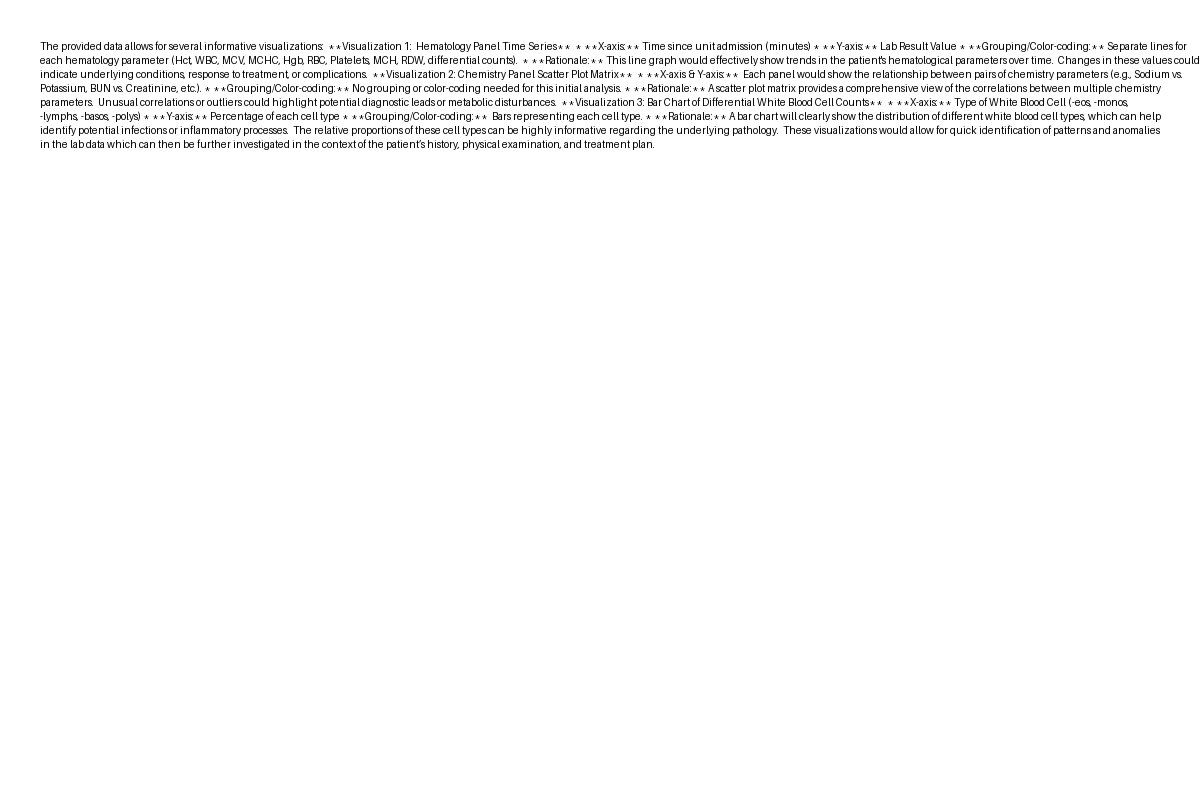 The provided data allows for several informative visualizations:  **Visualization 1:  Hematology Panel Time Series**  * **X-axis:** Time since unit admission (minutes) * **Y-axis:** Lab Result Value * **Grouping/Color-coding:** Separate lines for
each hematology parameter (Hct, WBC, MCV, MCHC, Hgb, RBC, Platelets, MCH, RDW, differential counts).  * **Rationale:** This line graph would effectively show trends in the patient's hematological parameters over time.  Changes in these values could
indicate underlying conditions, response to treatment, or complications.  **Visualization 2: Chemistry Panel Scatter Plot Matrix**  * **X-axis & Y-axis:**  Each panel would show the relationship between pairs of chemistry parameters (e.g., Sodium vs.
Potassium, BUN vs. Creatinine, etc.). * **Grouping/Color-coding:** No grouping or color-coding needed for this initial analysis. * **Rationale:** A scatter plot matrix provides a comprehensive view of the correlations between multiple chemistry
parameters.  Unusual correlations or outliers could highlight potential diagnostic leads or metabolic disturbances.  **Visualization 3: Bar Chart of Differential White Blood Cell Counts**  * **X-axis:** Type of White Blood Cell (-eos, -monos,
-lymphs, -basos, -polys) * **Y-axis:** Percentage of each cell type * **Grouping/Color-coding:**  Bars representing each cell type. * **Rationale:** A bar chart will clearly show the distribution of different white blood cell types, which can help
identify potential infections or inflammatory processes.  The relative proportions of these cell types can be highly informative regarding the underlying pathology.  These visualizations would allow for quick identification of patterns and anomalies
in the lab data which can then be further investigated in the context of the patient's history, physical examination, and treatment plan.